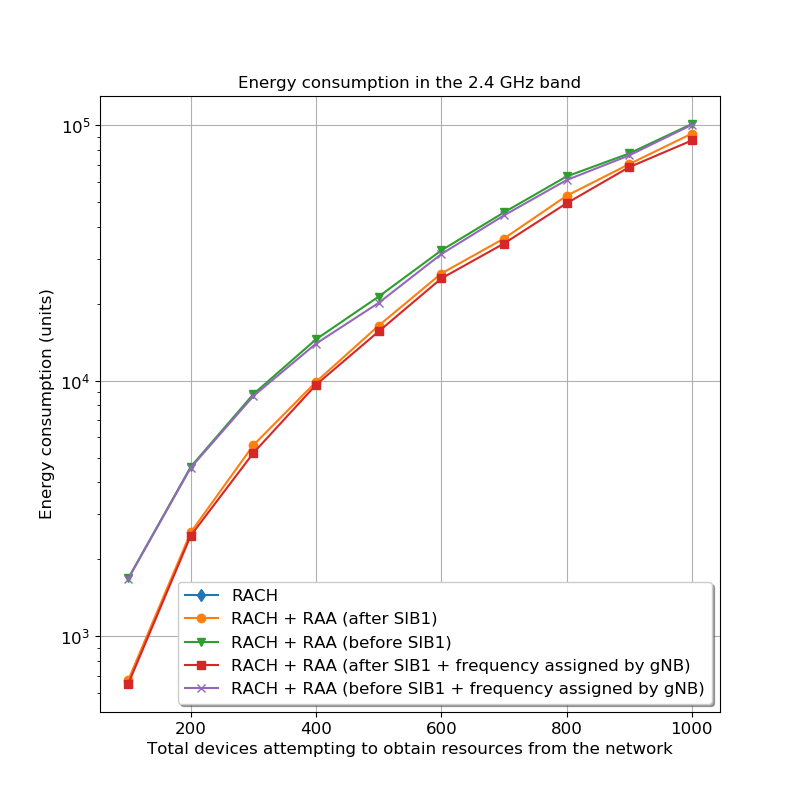 Energy consumption in the 2.4 GHz band
10^5
10^4
10^3
Energy consumption (units)
RACH
RACH + RAA (after SIB1)
RACH + RAA (before SIB1)
RACH + RAA (after SIB1 + frequency assigned by gNB)
RACH + RAA (before SIB1 + frequency assigned by gNB)
200 400 600 800 1000
Total devices attempting to obtain resources from the network